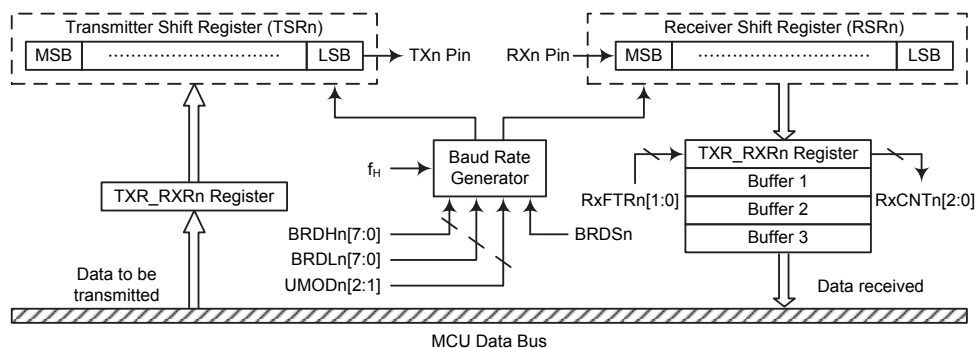 Transmitter Shift Register (TSRn)
MSB ………………………… LSB
TXn Pin
RXn Pin
Receiver Shift Register (RSRn)
MSB ………………………… LSB
fH
Baud Rate
Generator
TXR_RXRn Register
TXR_RXRn Register
Buffer 1
Buffer 2
Buffer 3
RxFTRn[1:0]
RxCNTn[2:0]
BRDHn[7:0]
BRDLn[7:0]
UMODn[2:1]
BRDSn
Data to be
transmitted
Data received
MCU Data Bus